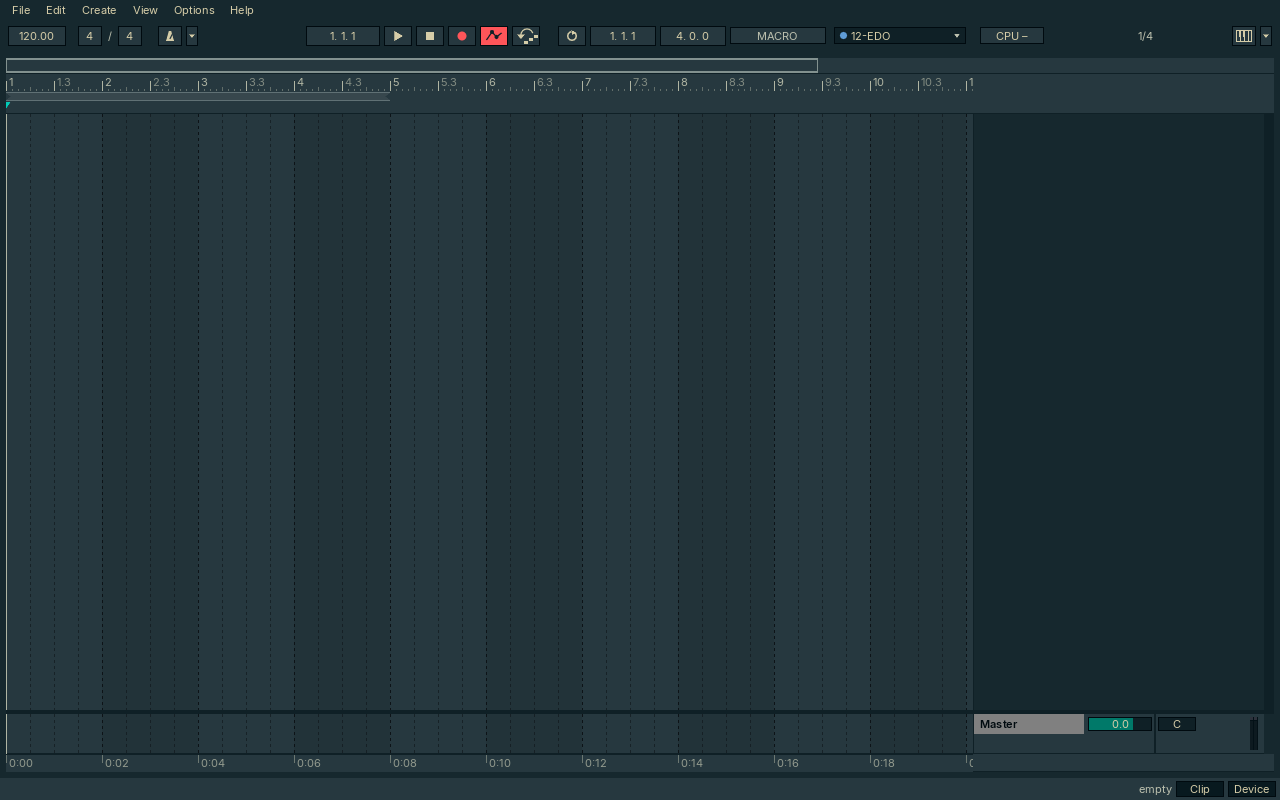 File Edit Create View Options Help
120.00 4 / 4 1. 1. 1 1. 1. 1 4. 0. 0 MACRO 12-EDO CPU – 1/4
1 1.3 2 2.3 3 3.3 4 4.3 5 5.3 6 6.3 7 7.3 8 8.3 9 9.3 10 10.3 1
Master 0.0 C
0:00 0:02 0:04 0:06 0:08 0:10 0:12 0:14 0:16 0:18
empty Clip Device